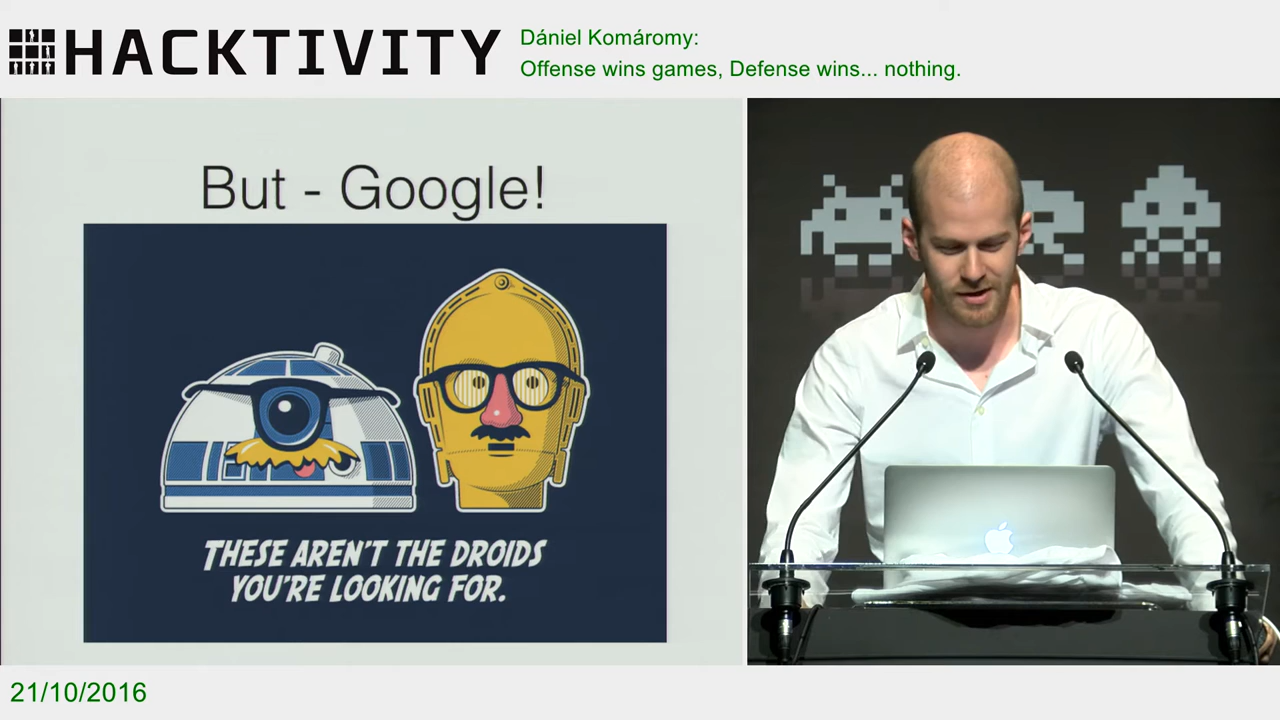 HACKTIVITY
Dániel Komáromy:
Offense wins games, Defense wins... nothing.
But - Google!
THESE AREN'T THE DROIDS
YOU'RE LOOKING FOR.
21/10/2016